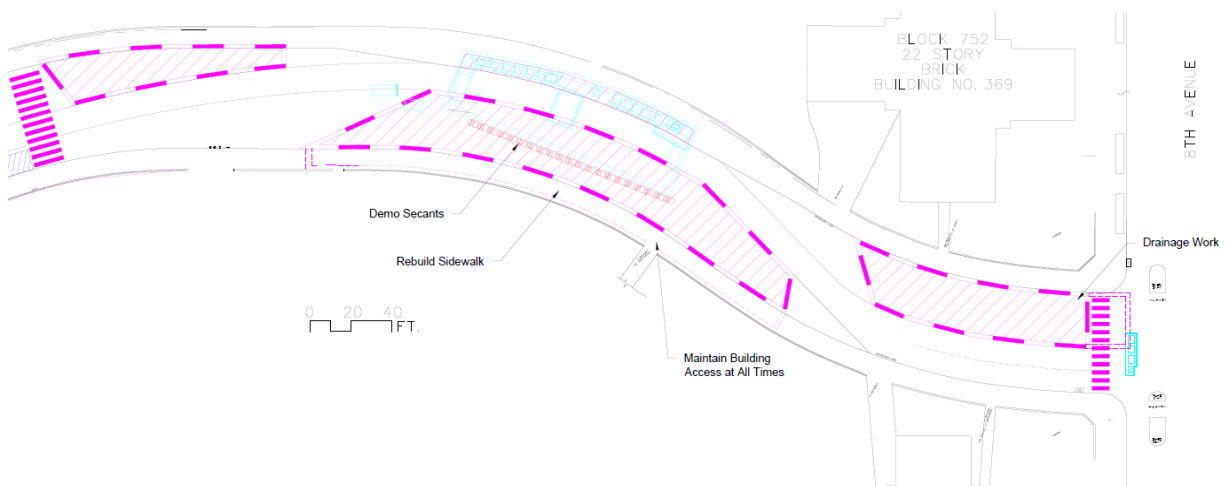 BLOCK 752
22 STORY
BRICK
BUILDING NO. 369
8TH AVENUE
Demo Secants
Drainage Work
Rebuild Sidewalk
0 20 40
FT.
Maintain Building
Access at All Times